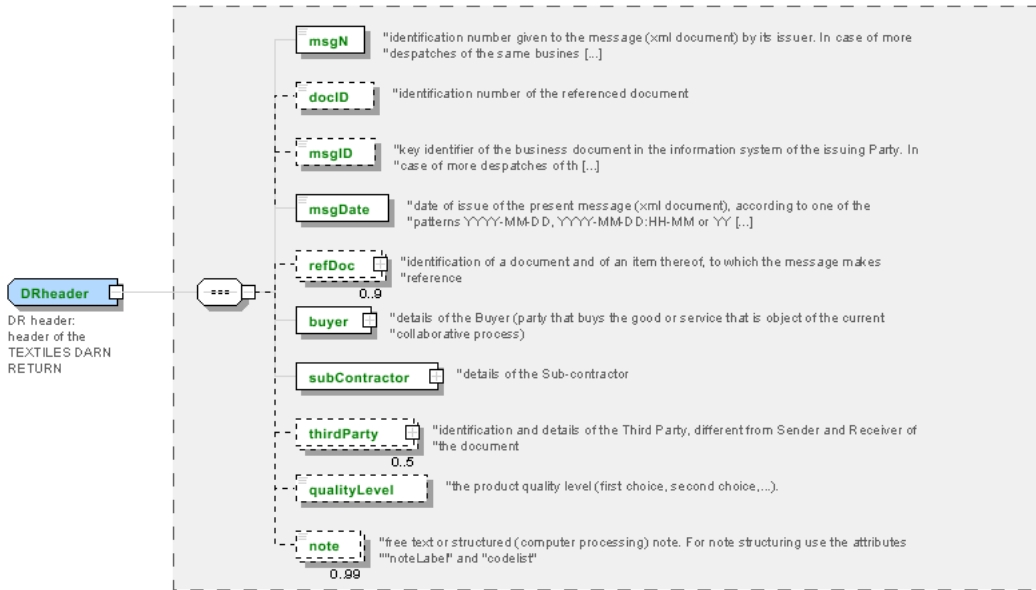 msgN
"identification number given to the message (xml document) by its issuer. In case of more
"despatches of the same busines [...]
docID
"identification number of the referenced document
msgID
"key identifier of the business document in the information system of the issuing Party. In
"case of more despatches of th [...]
msgDate
"date of issue of the present message (xml document), according to one of the
"patterns YYYY-MM-DD, YYYY-MM-DD:HH-MM or YY [...]
refDoc
"identification of a document and of an item thereof, to which the message makes
"reference
0..9
DRheader
DR header:
header of the
TEXTILES DARN
RETURN
buyer
"details of the Buyer (party that buys the good or service that is object of the current
"collaborative process)
subContractor
"details of the Sub-contractor
thirdParty
"identification and details of the Third Party, different from Sender and Receiver of
"the document
0..5
qualityLevel
"the product quality level (first choice, second choice,...).
note
"free text or structured (computer processing) note. For note structuring use the attributes
""noteLabel" and "codelist"
0..99